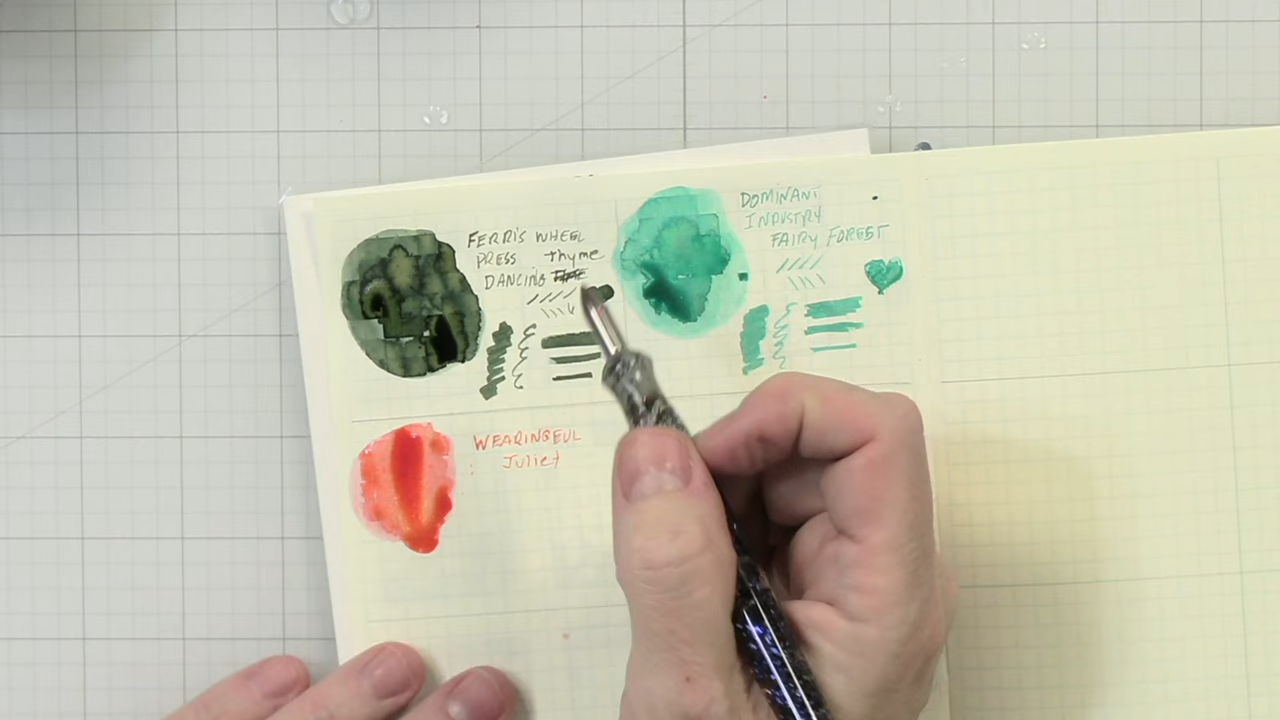 FERRIS WHEEL
PRESS thyme
DANCING
DOMINANT
INDUSTRY
FAIRY FOREST
WEARINGEUL
Juliet